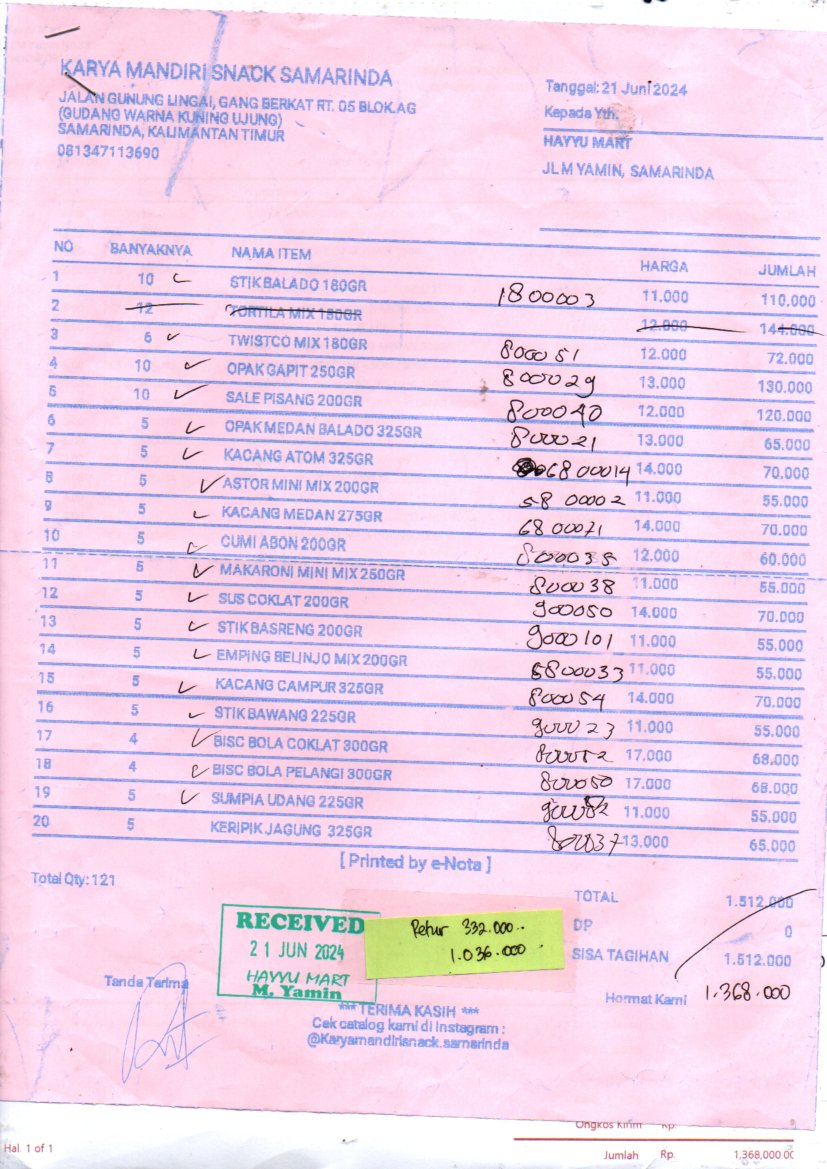 KARYA MANDIRI SNACK SAMARINDA
JALAN GUNUNG LINGAI, GANG BERKAT RT. 05 BLOK.AG
(GUDANG WARNA KUNING UJUNG)
SAMARINDA, KALIMANTAN TIMUR
081347113690
Tanggal: 21 Juni 2024
Kepada Yth.
HAYYU MART
JL M YAMIN, SAMARINDA
NO BANYAKNYA NAMA ITEM HARGA JUMLAH
1 10 STIK BALADO 180GR 1800003 11.000 110.000
2 12 TORTILA MIX 180GR 12.000 144.000
3 6 TWISTCO MIX 180GR 800051 12.000 72.000
4 10 OPAK GAPIT 250GR 800029 13.000 130.000
5 10 SALE PISANG 200GR 800040 12.000 120.000
6 5 OPAK MEDAN BALADO 325GR 800021 13.000 65.000
7 5 KACANG ATOM 325GR 6800014 14.000 70.000
8 5 ASTOR MINI MIX 200GR 5800002 11.000 55.000
9 5 KACANG MEDAN 275GR 6800071 14.000 70.000
10 5 CUMI ABON 200GR 12.000 60.000
11 5 MAKARONI MINI MIX 250GR 800038 11.000 55.000
12 5 SUS COKLAT 200GR 900050 14.000 70.000
13 5 STIK BASRENG 200GR 9000101 11.000 55.000
14 5 EMPING BELINJO MIX 200GR 5800033 11.000 55.000
15 5 KACANG CAMPUR 325GR 800054 14.000 70.000
16 5 STIK BAWANG 225GR 900023 11.000 55.000
17 4 BISC BOLA COKLAT 300GR 800052 17.000 68.000
18 4 BISC BOLA PELANGI 300GR 800050 17.000 68.000
19 5 SUMPIA UDANG 225GR 11.000 55.000
20 5 KERIPIK JAGUNG 325GR 800037 13.000 65.000
[ Printed by e-Nota ]
Total Qty: 121
TOTAL 1.512.000
DP 0
SISA TAGIHAN 1.512.000
RECEIVED
21 JUN 2024
HAYYU MART
M. Yamin
Retur 332.000
1.036.000
Tanda Terima
Hormat Kami 1.368.000
*** TERIMA KASIH ***
Cek catalog kami di Instagram :
@Karyamandirisnack.samarinda
Ongkos Kirim Rp.
Hal. 1 of 1
Jumlah Rp. 1,368,000.00